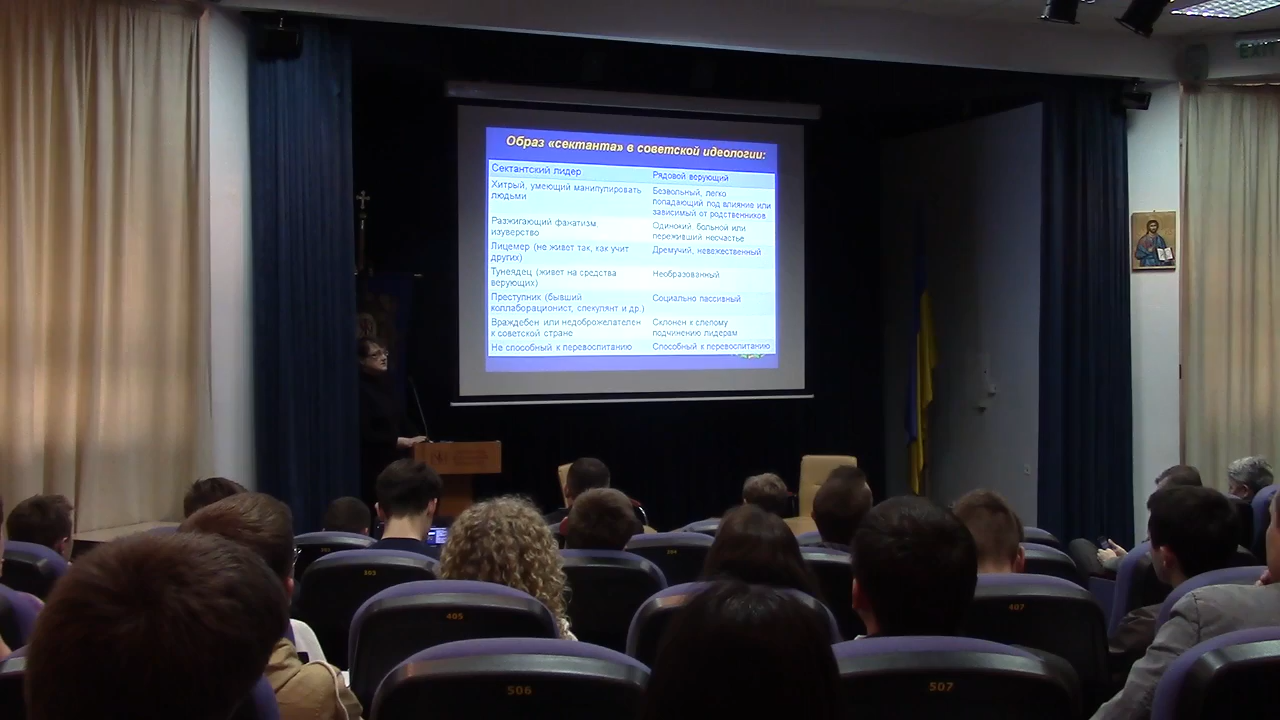 Образ «сектанта» в советской идеологии:
Сектантский лидер
Рядовой верующий
Хитрый, умеющий манипулировать
людьми
Безвольный, легко
попадающий под влияние или
зависимый от родственников
Разжигающий фанатизм,
изуверство
Одинокий, больной или
переживший несчастье
Лицемер (не живет так, как учит
других)
Дремучий, невежественный
Тунеядец (живет на средства
верующих)
Необразованный
Преступник (бывший
коллаборационист, спекулянт и др.)
Социально пассивный
Враждебен или недоброжелателен
к советской стране
Склонен к слепому
подчинению лидерам
Не способный к перевоспитанию
Способный к перевоспитанию
303
405
407
506
507